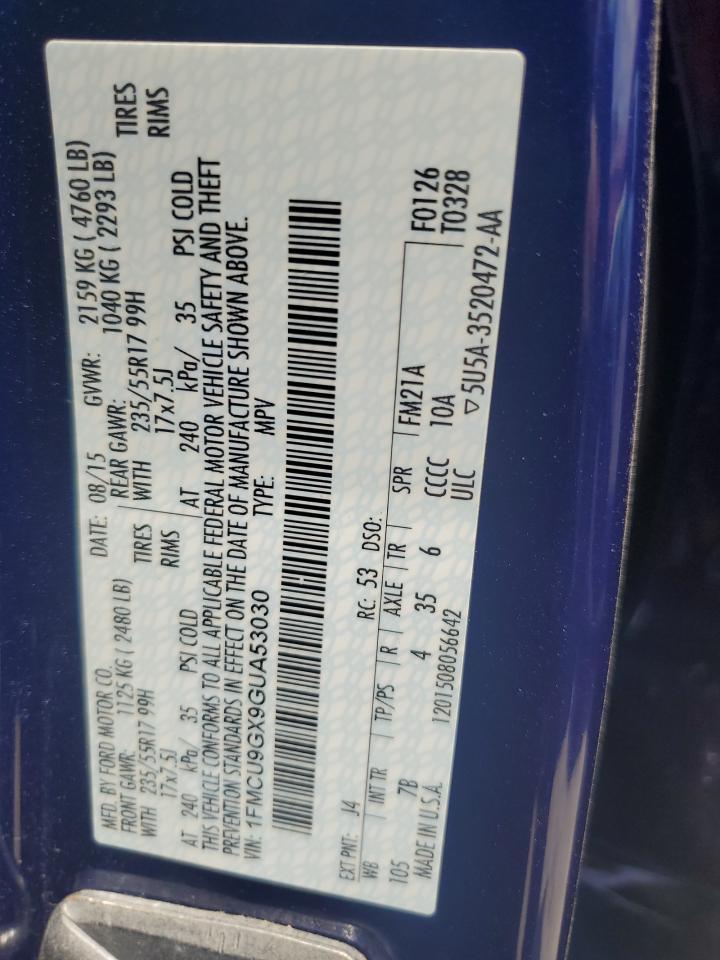 MFD. BY FORD MOTOR CO. DATE: 08/15 GVWR: 2159 KG ( 4760 LB)
FRONT GAWR: 1125 KG ( 2480 LB) REAR GAWR: 1040 KG ( 2293 LB)
WITH 235/55R17 99H TIRES WITH 235/55R17 99H TIRES
17x7.5J RIMS 17x7.5J RIMS
AT 240 kPa/ 35 PSI COLD AT 240 kPa/ 35 PSI COLD
THIS VEHICLE CONFORMS TO ALL APPLICABLE FEDERAL MOTOR VEHICLE SAFETY AND THEFT
PREVENTION STANDARDS IN EFFECT ON THE DATE OF MANUFACTURE SHOWN ABOVE.
VIN: 1FMCU9GX9GUA53030 TYPE: MPV
EXT PNT: J4 RC: 53 DSO: F0126
WB INT TR TP/PS R AXLE TR SPR FM21A T0328
105 7B 4 35 6 CCCC 10A
MADE IN U.S.A. 1201508056642 ULC ▽5U5A-3520472-AA